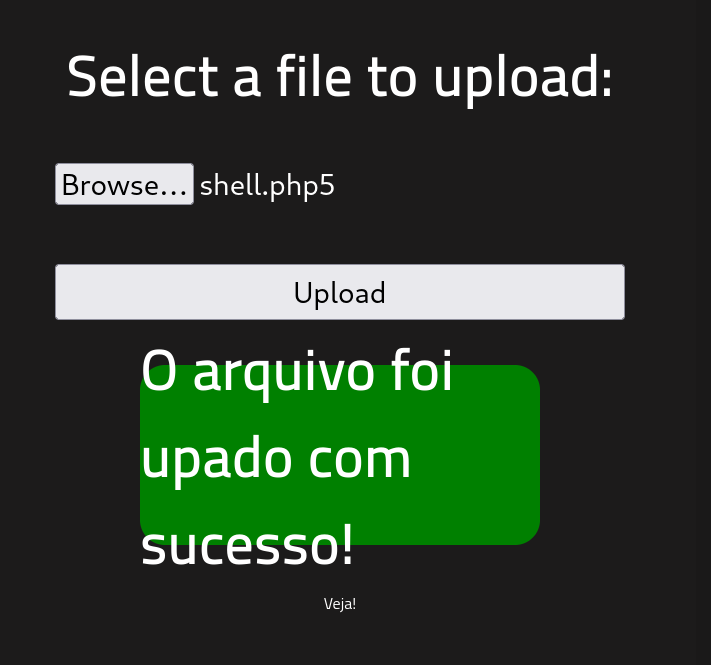 Select a file to upload:
Browse... shell.php5
Upload
O arquivo foi
upado com
sucesso!
Veja!